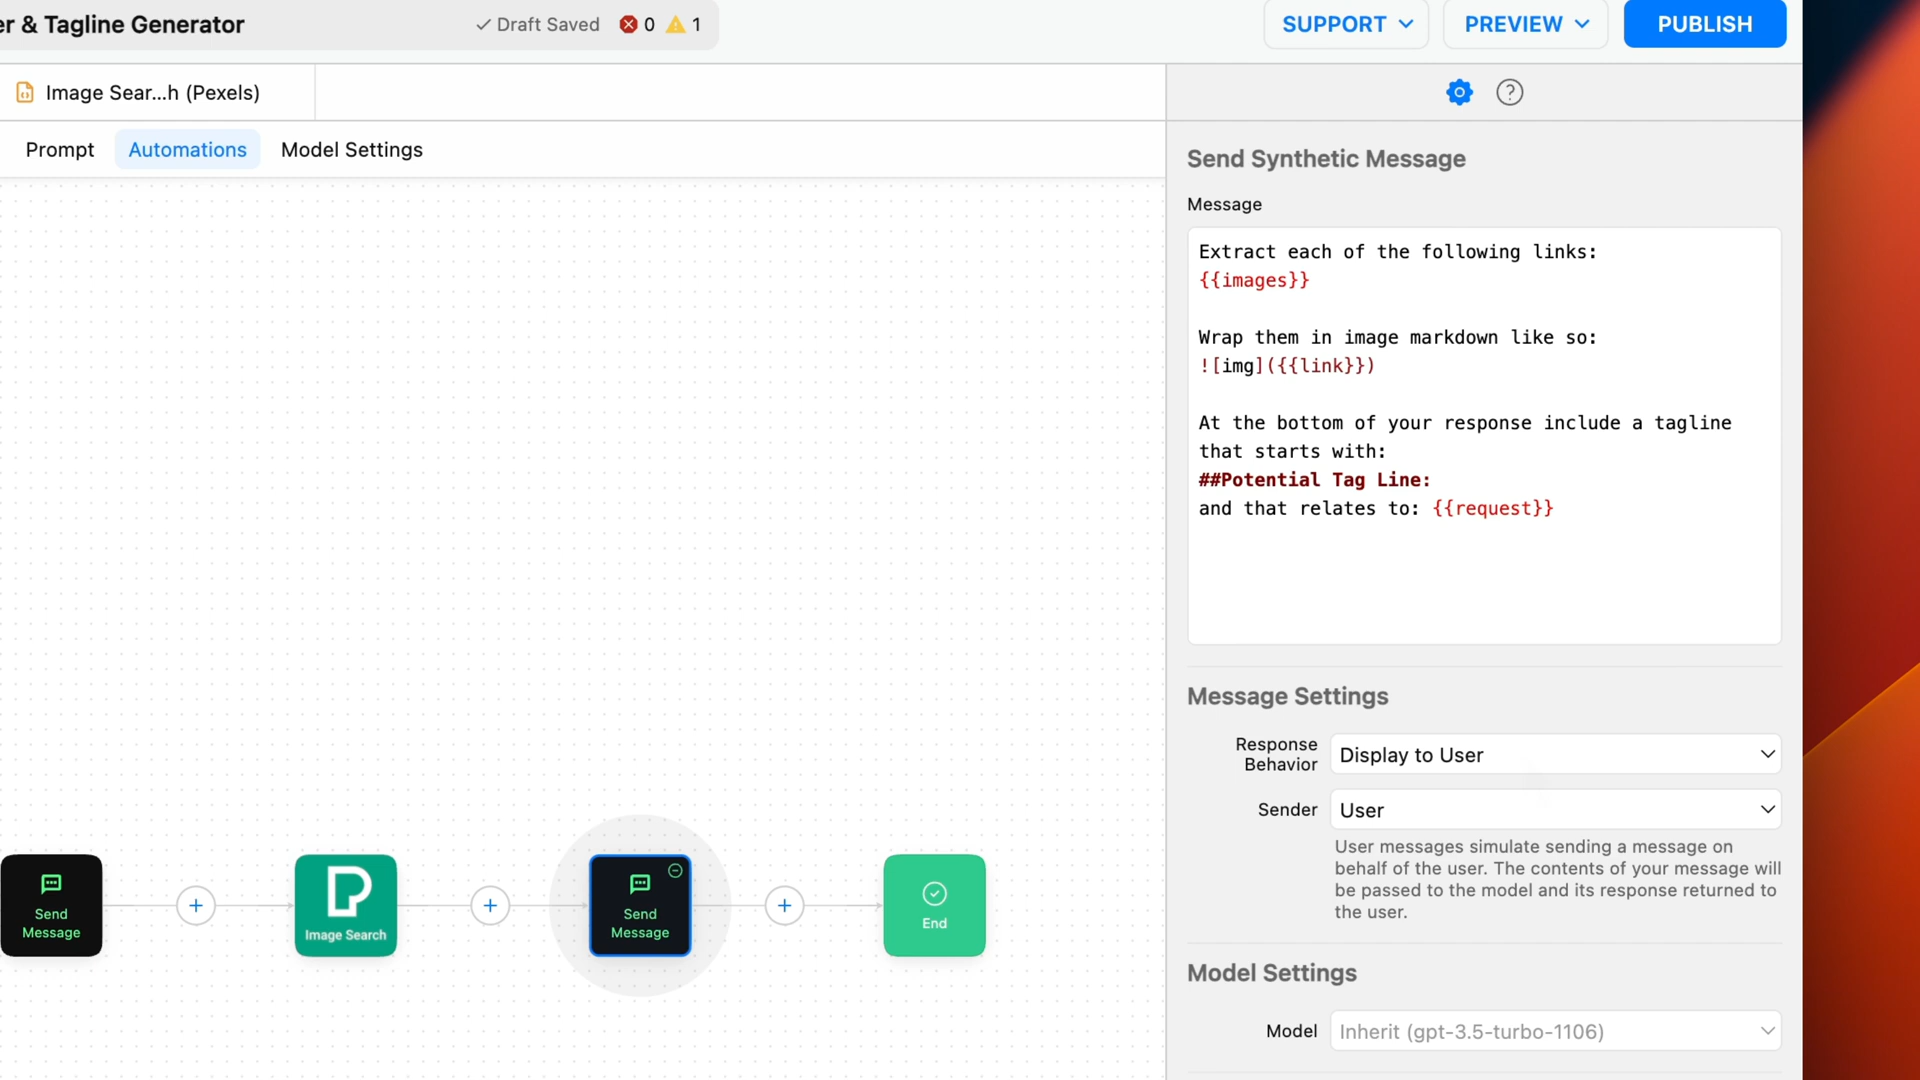 er & Tagline Generator
Draft Saved
0
1
SUPPORT
PREVIEW
PUBLISH
Image Sear...h (Pexels)
Prompt
Automations
Model Settings
Send Synthetic Message
Message
Extract each of the following links:
{{images}}
Wrap them in image markdown like so:
![img]({{link}})
At the bottom of your response include a tagline
that starts with:
##Potential Tag Line:
and that relates to: {{request}}
Message Settings
Response
Behavior
Display to User
Sender
User
User messages simulate sending a message on
behalf of the user. The contents of your message will
be passed to the model and its response returned to
the user.
Model Settings
Model
Inherit (gpt-3.5-turbo-1106)
Send
Message
Image Search
Send
Message
End